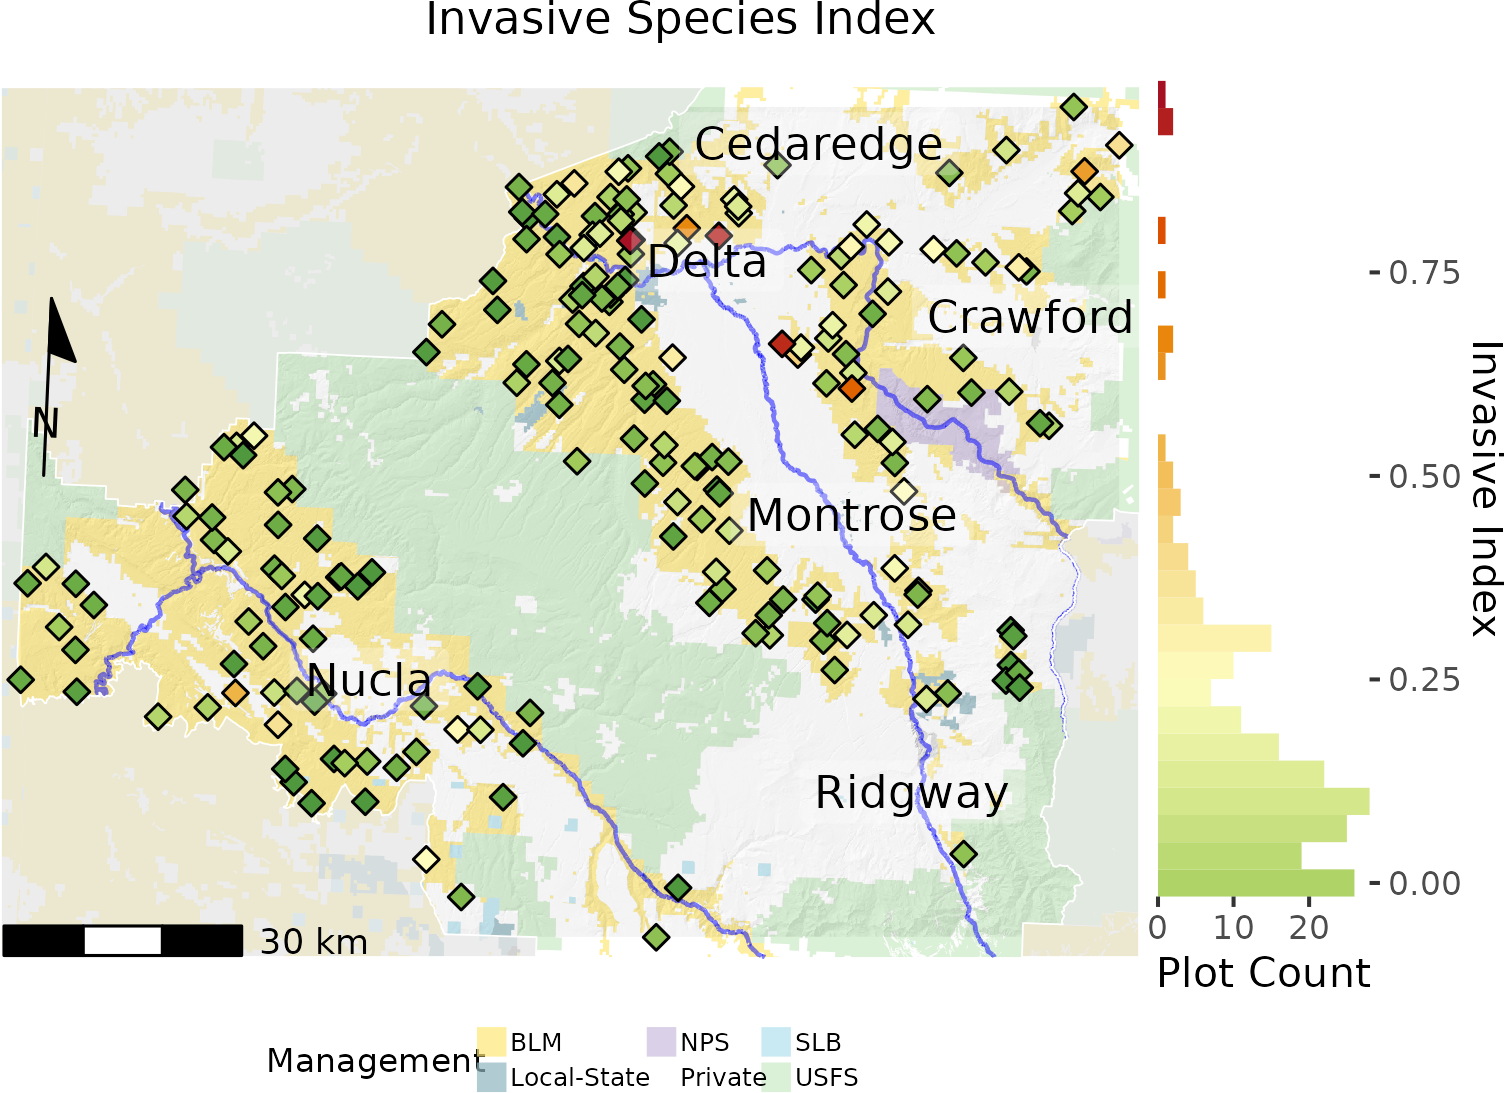 Invasive Species Index
Cedaredge
Delta
Crawford
N
Montrose
Nucla
Ridgway
30 km
0.75
0.50
0.25
0.00
Invasive Index
0 10 20
Plot Count
Management
BLM
NPS
SLB
Local-State
Private
USFS